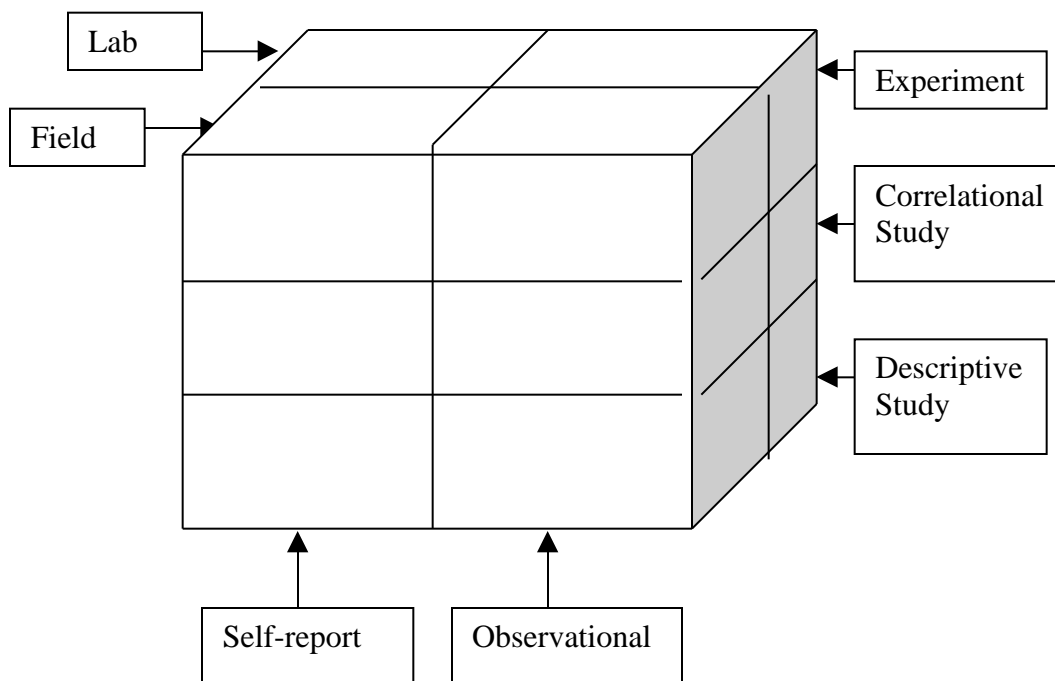 Lab
Experiment
Field
Correlational
Study
Descriptive
Study
Self-report
Observational